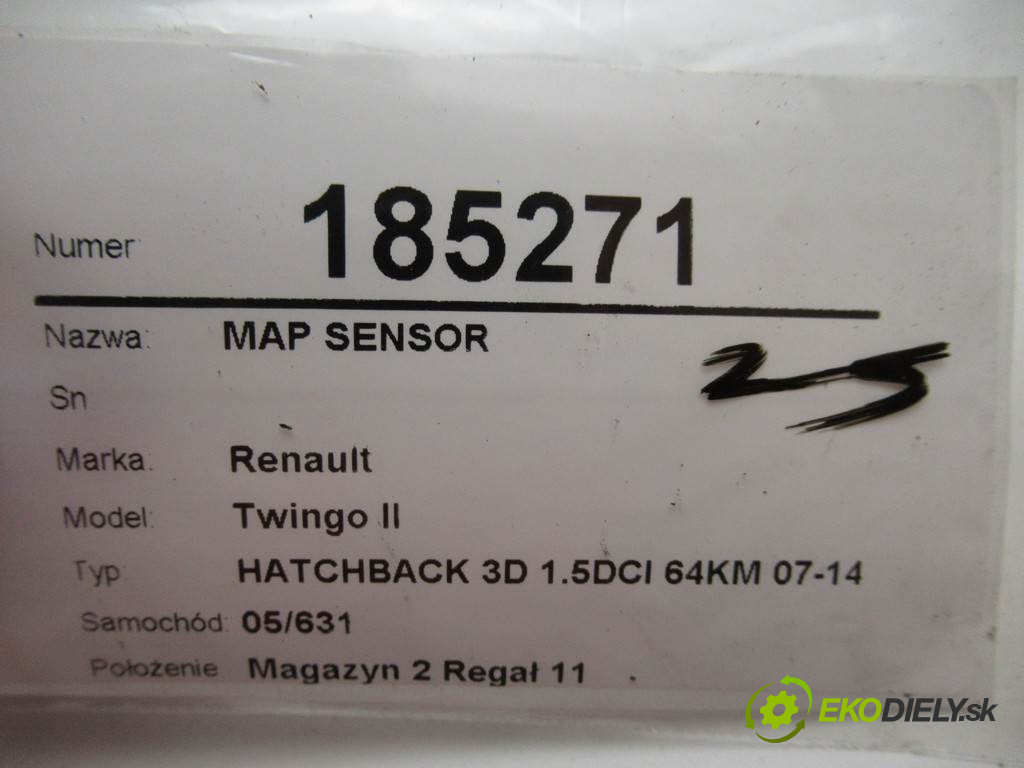 Numer 185271
Nazwa: MAP SENSOR
25
Sn
Marka: Renault
Model: Twingo II
Typ HATCHBACK 3D 1.5DCI 64KM 07-14
Samochód: 05/631
Położenie Magazyn 2 Regał 11
EKODIELY.sk